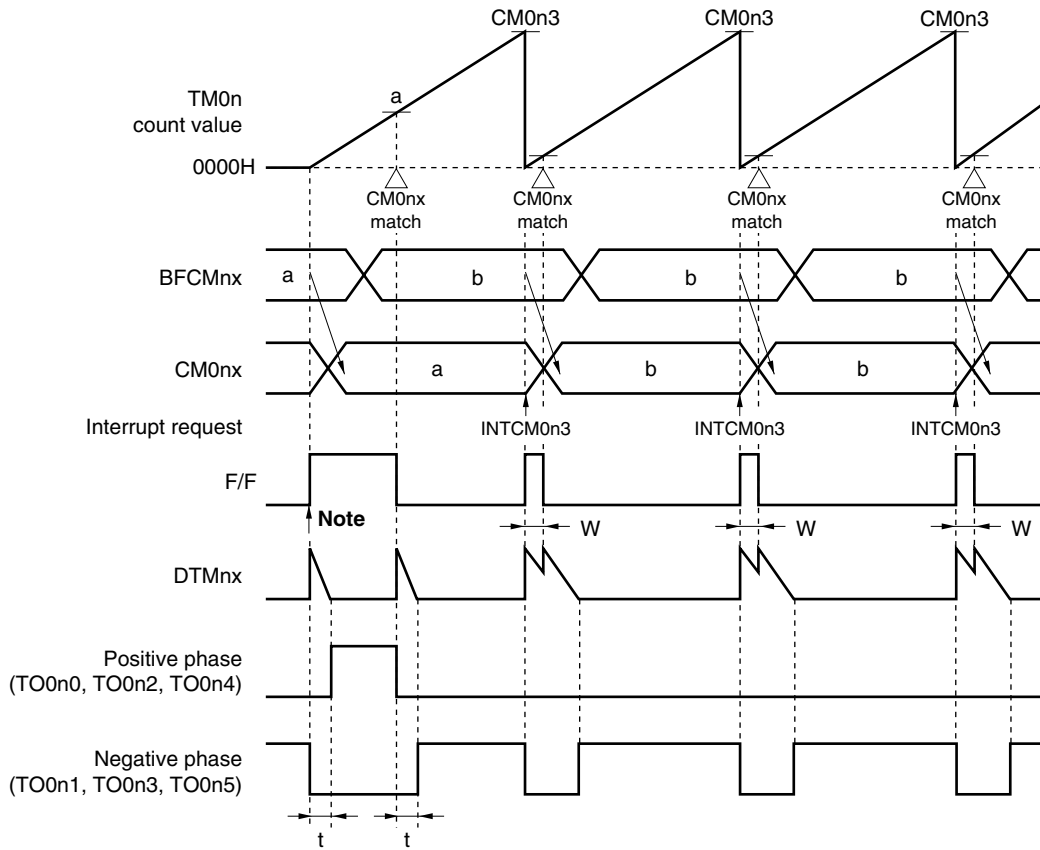 CM0n3 CM0n3 CM0n3
TM0n
count value
a
0000H
CM0nx
match
CM0nx
match
CM0nx
match
CM0nx
match
BFCMnx a b b b
CM0nx a b b
Interrupt request INTCM0n3 INTCM0n3 INTCM0n3
F/F
Note
W W W
DTMnx
Positive phase
(TO0n0, TO0n2, TO0n4)
Negative phase
(TO0n1, TO0n3, TO0n5)
t t